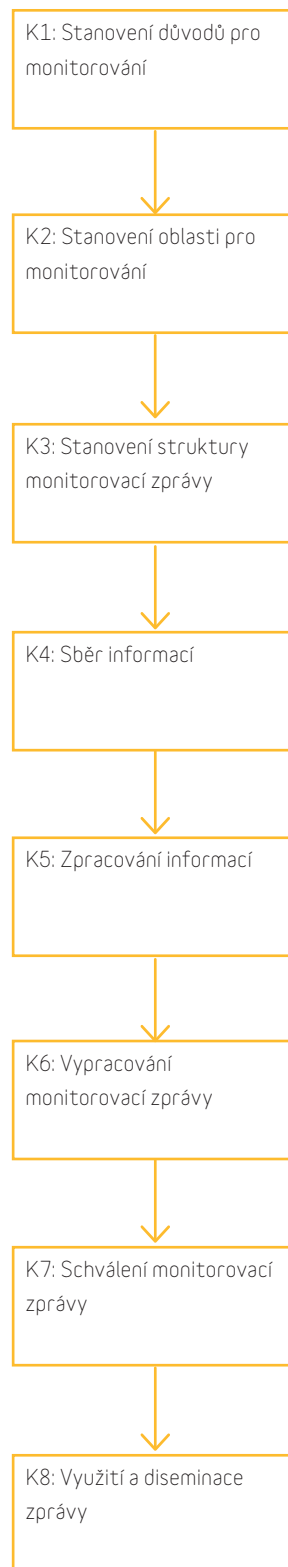 K1: Stanovení důvodů pro
monitorování
K2: Stanovení oblasti pro
monitorování
K3: Stanovení struktury
monitorovací zprávy
K4: Sběr informací
K5: Zpracování informací
K6: Vypracování
monitorovací zprávy
K7: Schválení monitorovací
zprávy
K8: Využití a diseminace
zprávy